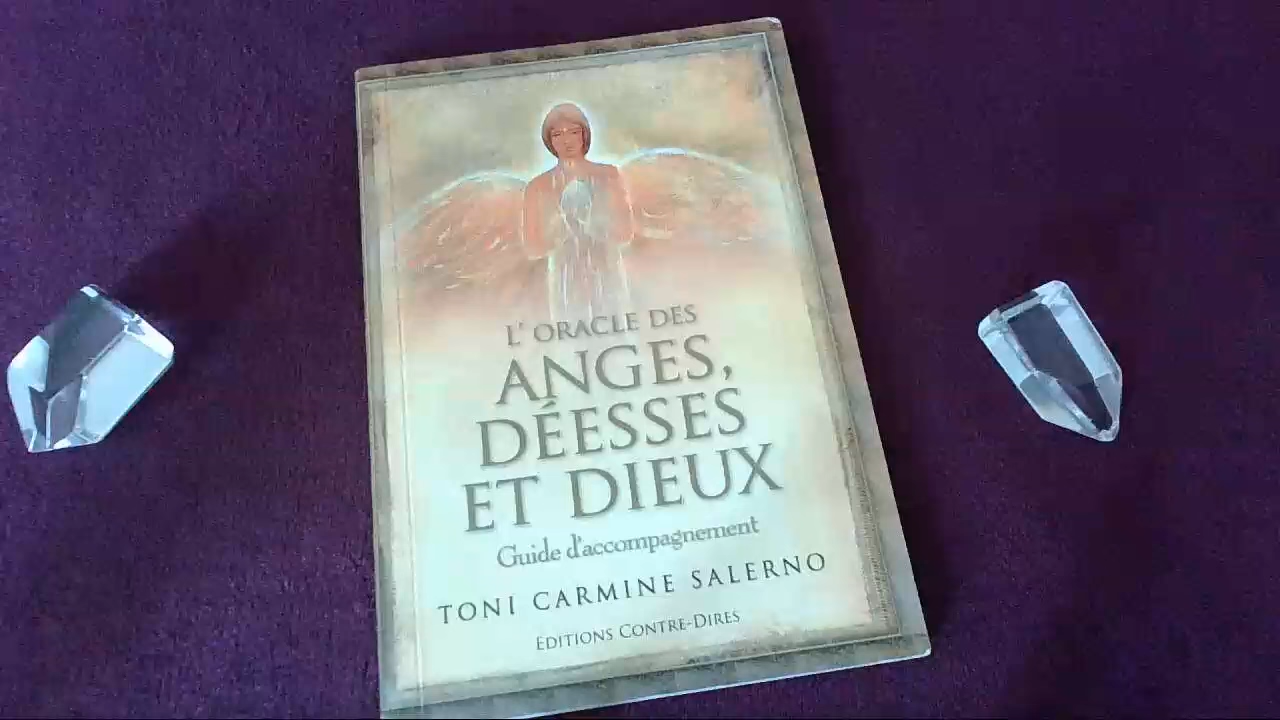 L'ORACLE DES
ANGES,
DÉESSES
ET DIEUX
Guide d'accompagnement
TONI CARMINE SALERNO
EDITIONS CONTRE-DIRES